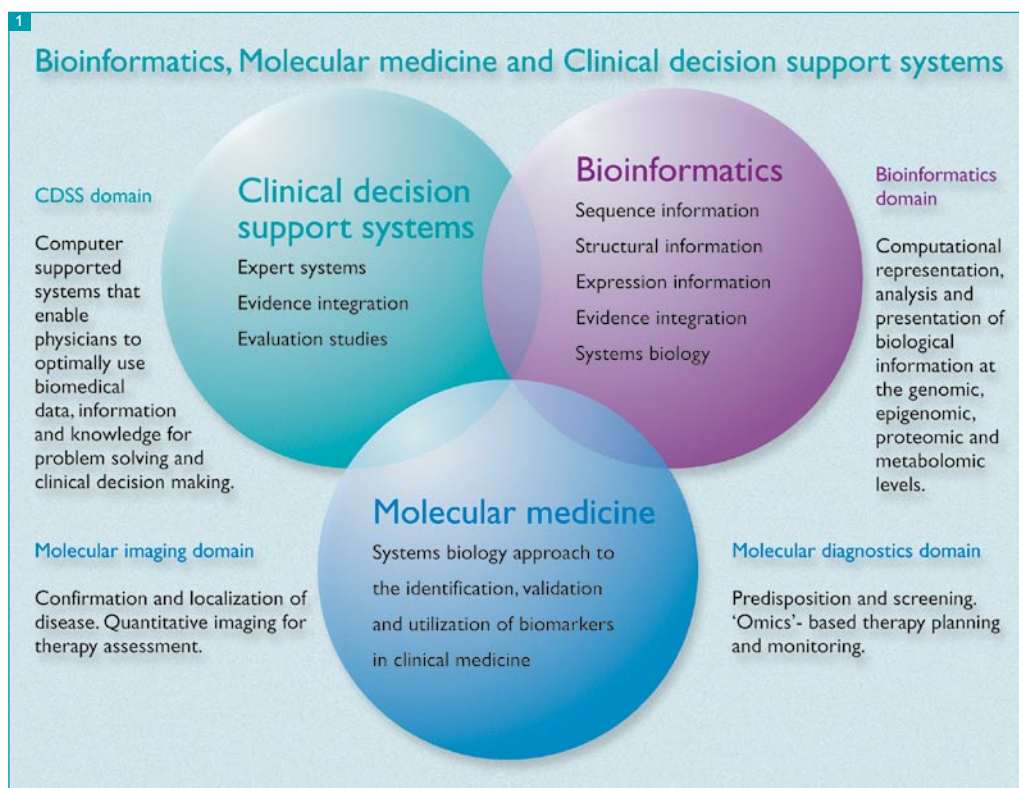 1
Bioinformatics, Molecular medicine and Clinical decision support systems
CDSS domain
Computer
supported
systems that
enable
physicians to
optimally use
biomedical
data, information
and knowledge for
problem solving and
clinical decision making.
Clinical decision
support systems
Expert systems
Evidence integration
Evaluation studies
Bioinformatics
Sequence information
Structural information
Expression information
Evidence integration
Systems biology
Bioinformatics
domain
Computational
representation,
analysis and
presentation of
biological
information at
the genomic,
epigenomic,
proteomic and
metabolomic
levels.
Molecular imaging domain
Confirmation and localization of
disease. Quantitative imaging for
therapy assessment.
Molecular medicine
Systems biology approach to
the identification, validation
and utilization of biomarkers
in clinical medicine
Molecular diagnostics domain
Predisposition and screening.
‘Omics’- based therapy planning
and monitoring.